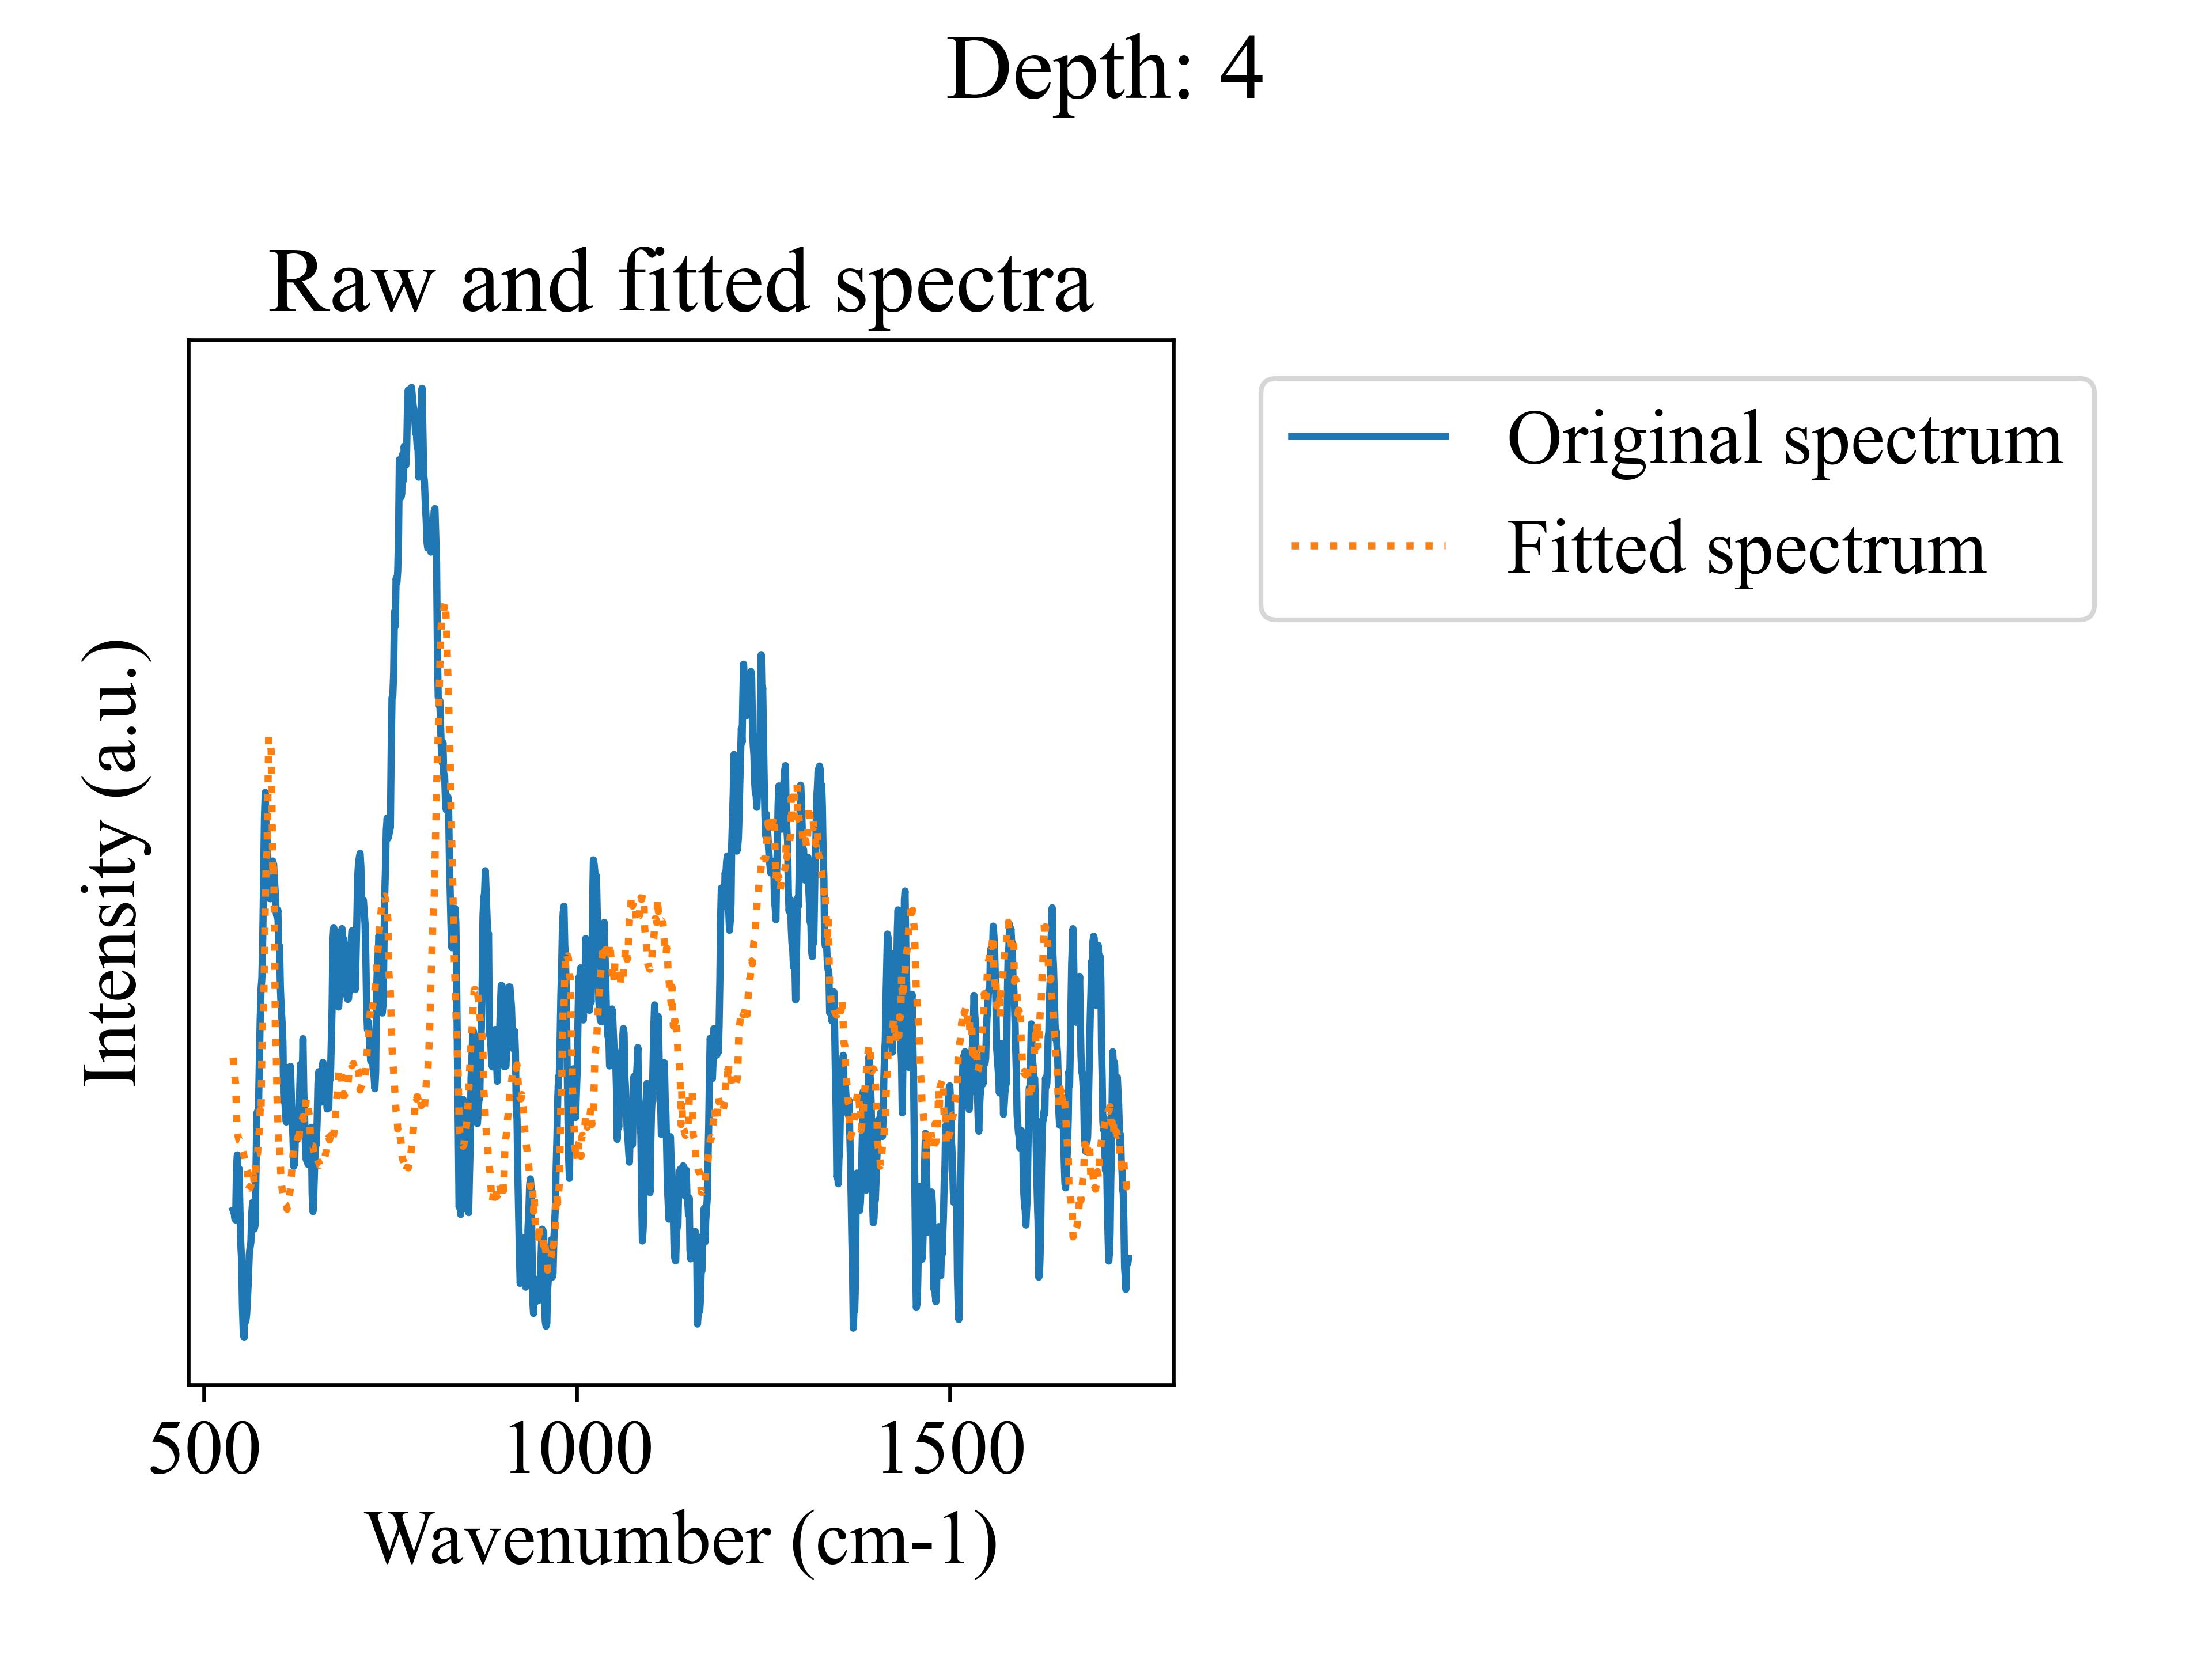 Depth: 4
Raw and fitted spectra
Original spectrum
Fitted spectrum
Intensity (a.u.)
500 1000 1500
Wavenumber (cm-1)